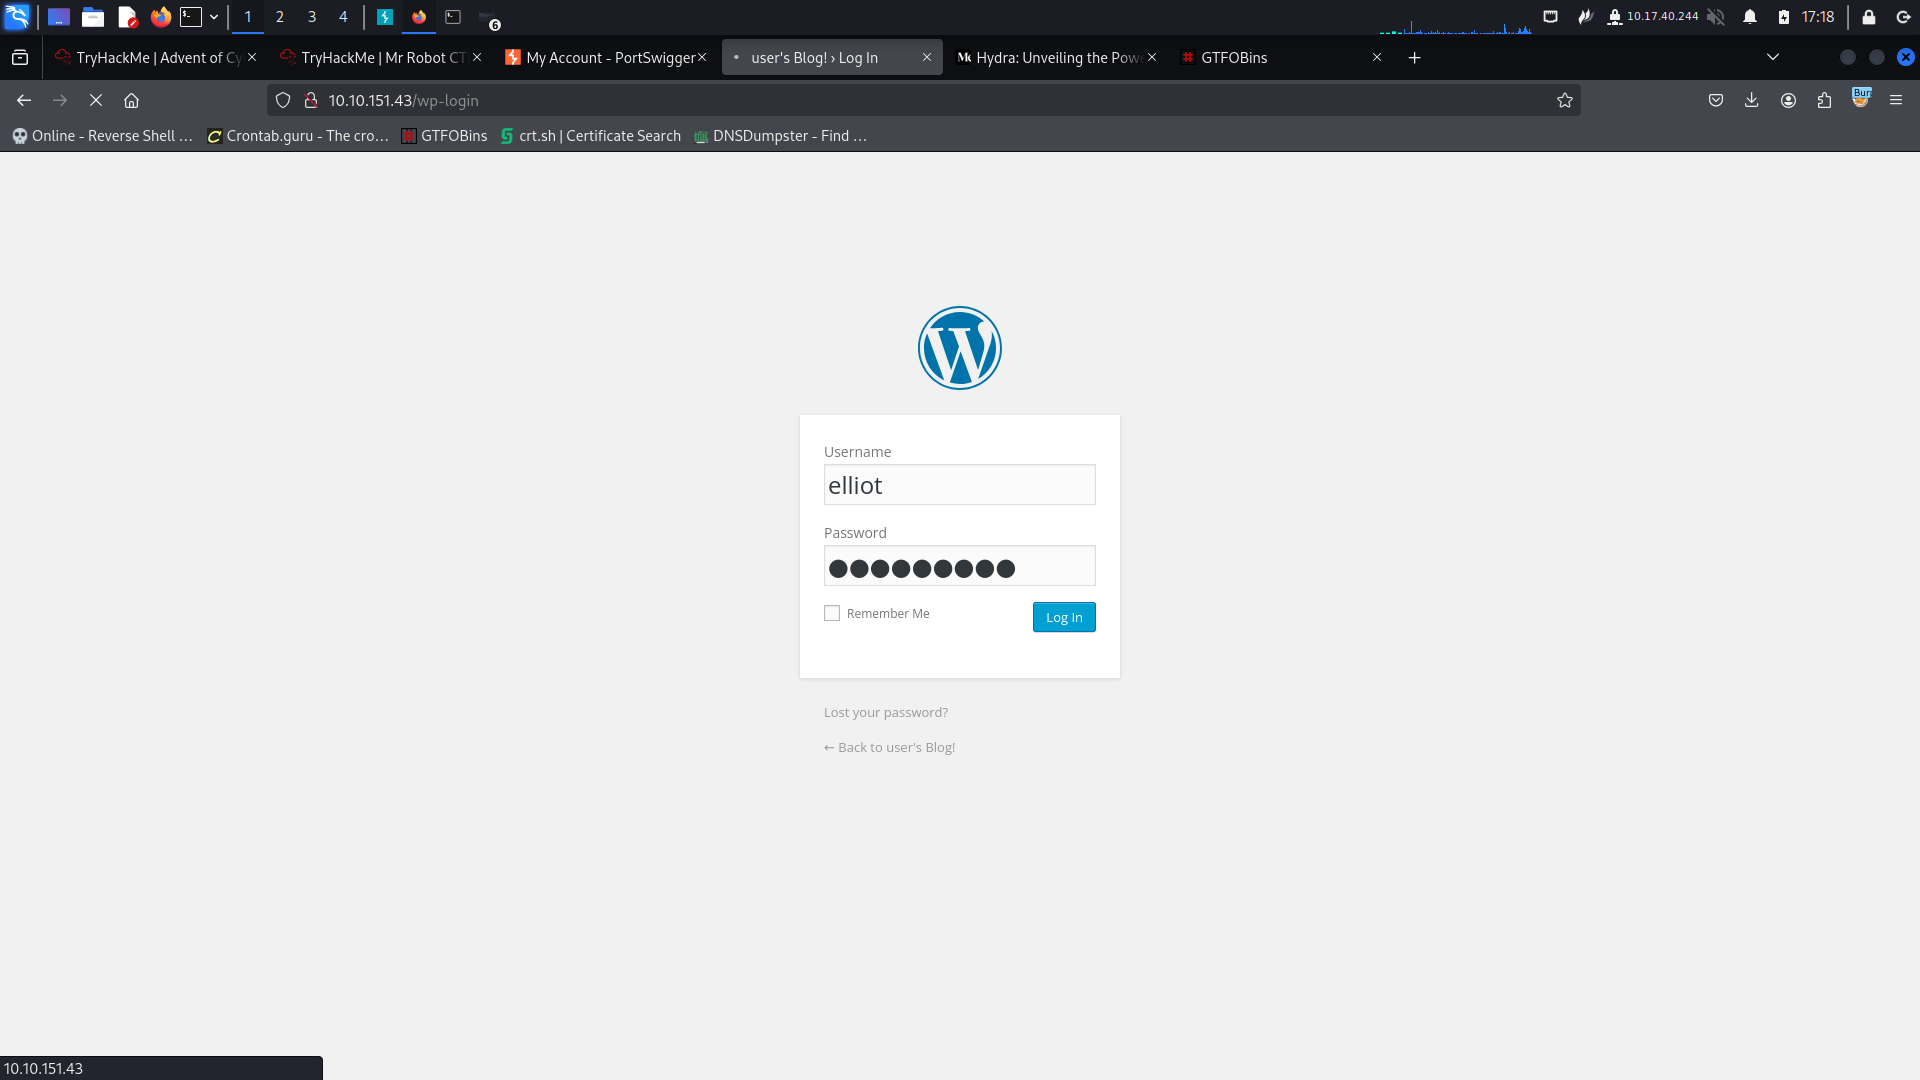 1 2 3 4 6 10.17.40.244 17:18
TryHackMe | Advent of Cy TryHackMe | Mr Robot CT My Account - PortSwigger user's Blog! › Log In Hydra: Unveiling the Pow GTFOBins
10.10.151.43/wp-login Burp
Online - Reverse Shell … Crontab.guru - The cro… GTFOBins crt.sh | Certificate Search DNSDumpster - Find …
Username
elliot
Password
Remember Me Log In
Lost your password?
← Back to user's Blog!
10.10.151.43